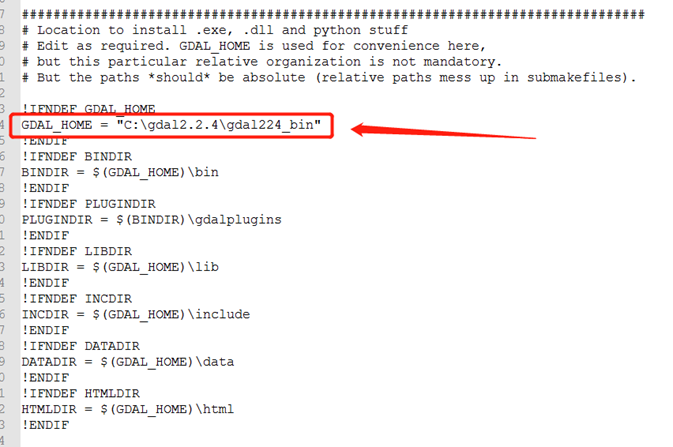 ###############################################################################
# Location to install .exe, .dll and python stuff
# Edit as required. GDAL_HOME is used for convenience here,
# but this particular relative organization is not mandatory.
# But the paths *should* be absolute (relative paths mess up in submakefiles).
!IFNDEF GDAL_HOME
GDAL_HOME = "C:\gdal2.2.4\gdal224_bin"
!ENDIF
!IFNDEF BINDIR
BINDIR = $(GDAL_HOME)\bin
!ENDIF
!IFNDEF PLUGINDIR
PLUGINDIR = $(BINDIR)\gdalplugins
!ENDIF
!IFNDEF LIBDIR
LIBDIR = $(GDAL_HOME)\lib
!ENDIF
!IFNDEF INCDIR
INCDIR = $(GDAL_HOME)\include
!ENDIF
!IFNDEF DATADIR
DATADIR = $(GDAL_HOME)\data
!ENDIF
!IFNDEF HTMLDIR
HTMLDIR = $(GDAL_HOME)\html
!ENDIF